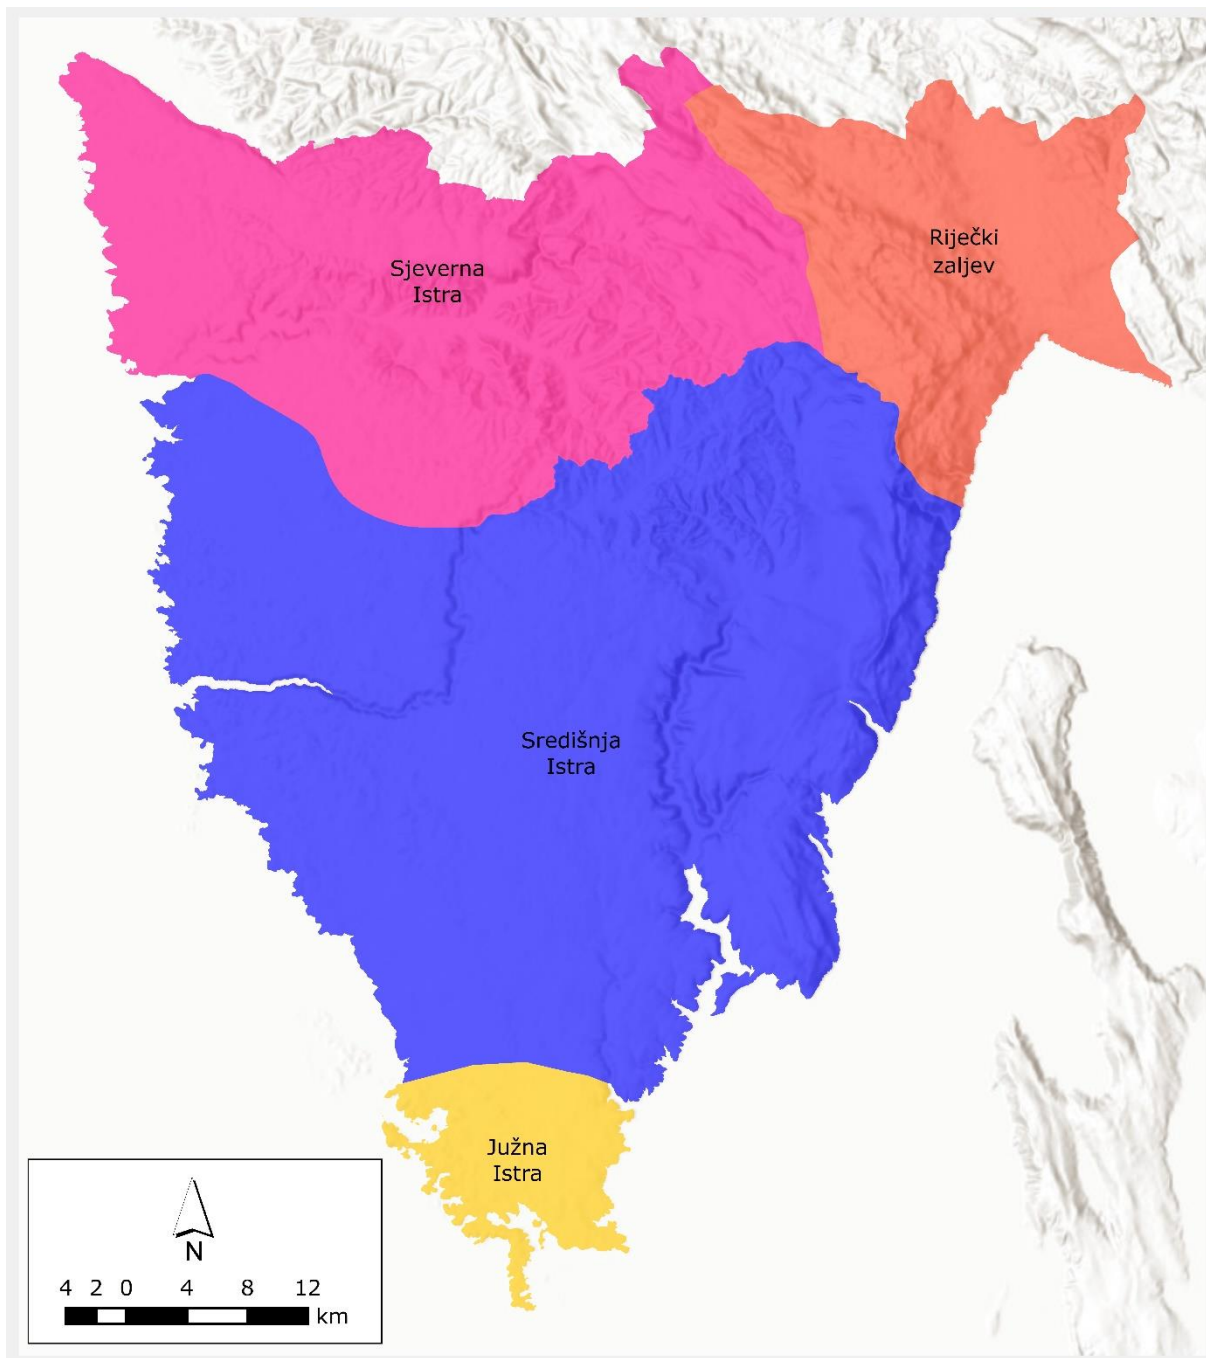 Riječki
zaljev
Sjeverna
Istra
Središnja
Istra
Južna
Istra
N
4 2 0 4 8 12
km